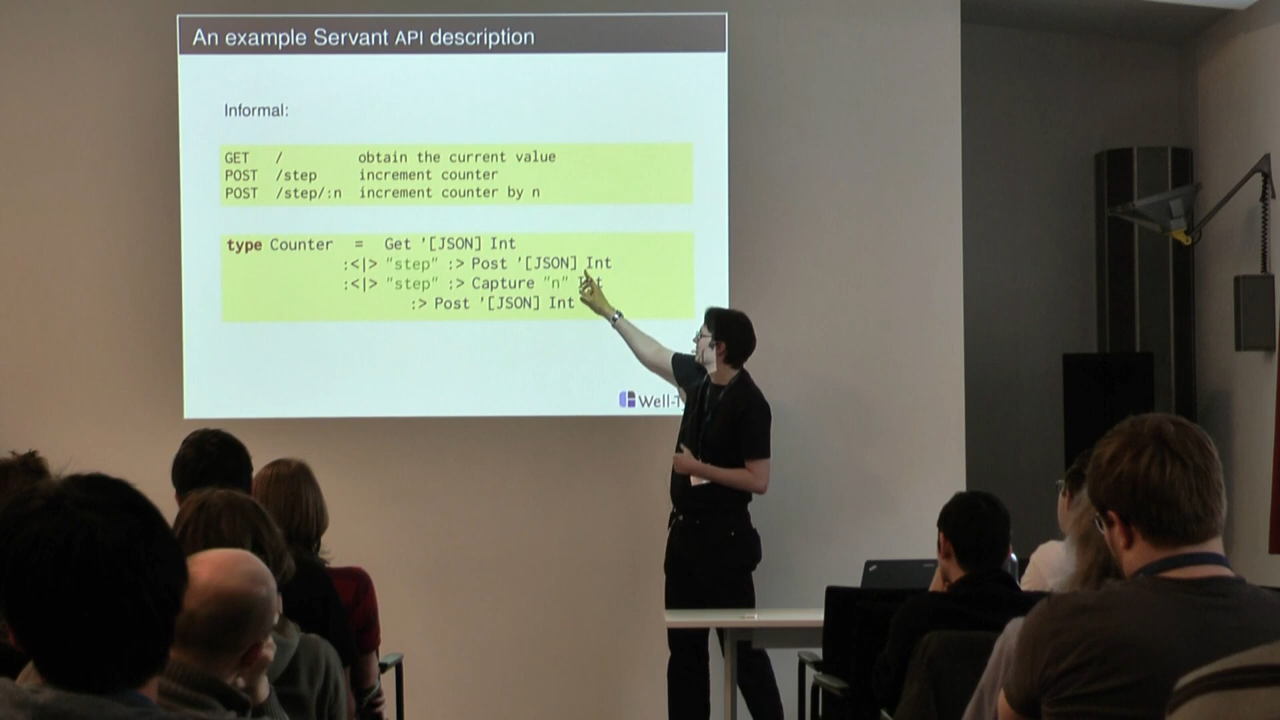 An example Servant API description
Informal:
GET / obtain the current value
POST /step increment counter
POST /step/:n increment counter by n
type Counter = Get '[JSON] Int
:<|> "step" :> Post '[JSON] Int
:<|> "step" :> Capture "n" Int
:> Post '[JSON] Int
Well-T